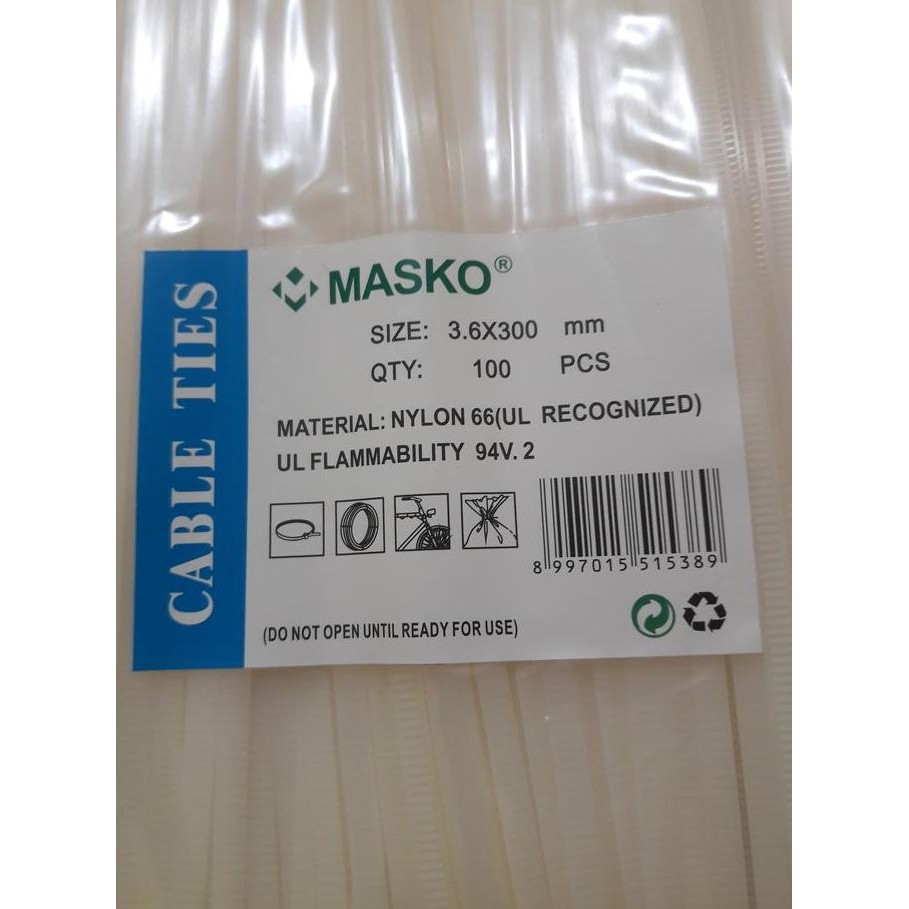 CABLE TIES
MASKO®
SIZE: 3.6X300 mm
QTY: 100 PCS
MATERIAL: NYLON 66(UL RECOGNIZED)
UL FLAMMABILITY 94V. 2
8 997015 515389
(DO NOT OPEN UNTIL READY FOR USE)